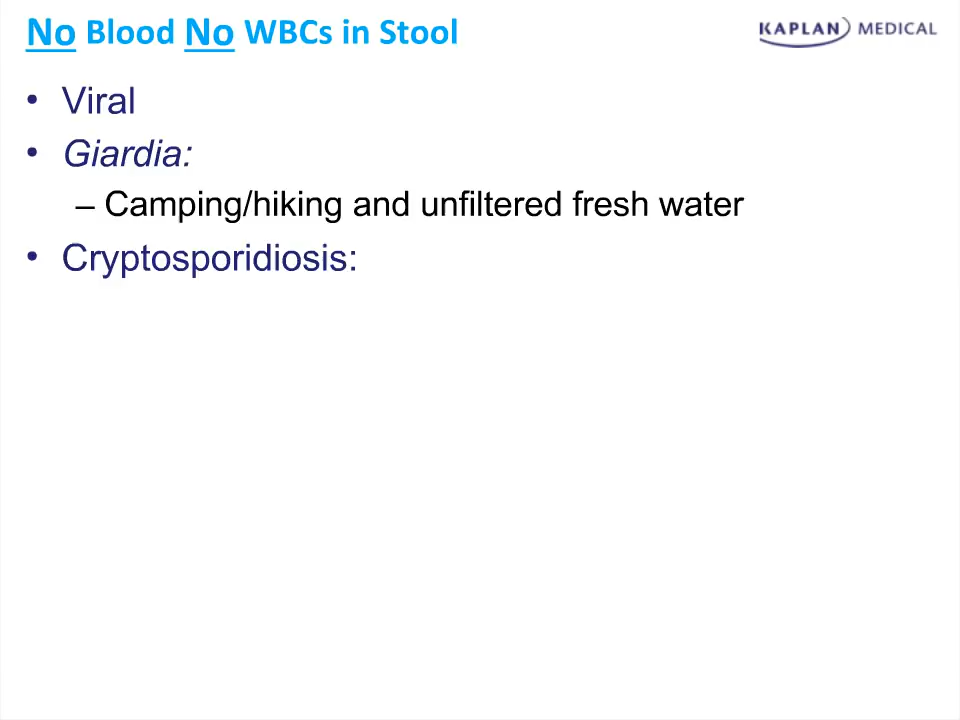 No Blood No WBCs in Stool
KAPLAN MEDICAL
• Viral
• Giardia:
– Camping/hiking and unfiltered fresh water
• Cryptosporidiosis: